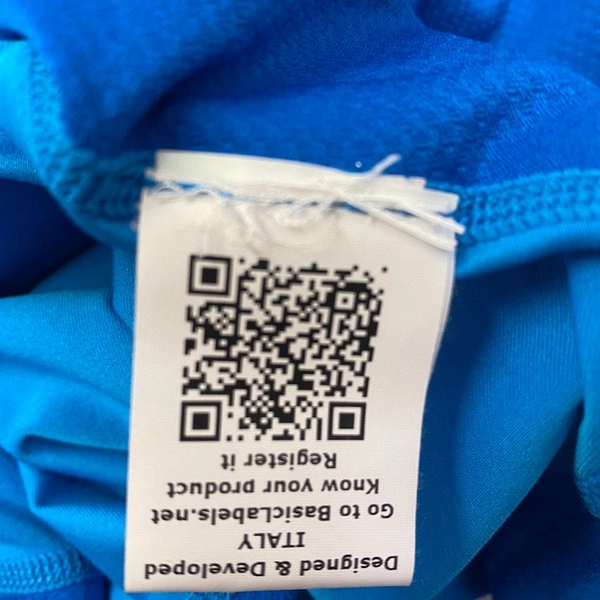 Designed & Developed
ITALY
Go to BasicLabels.net
Know your product
Register it